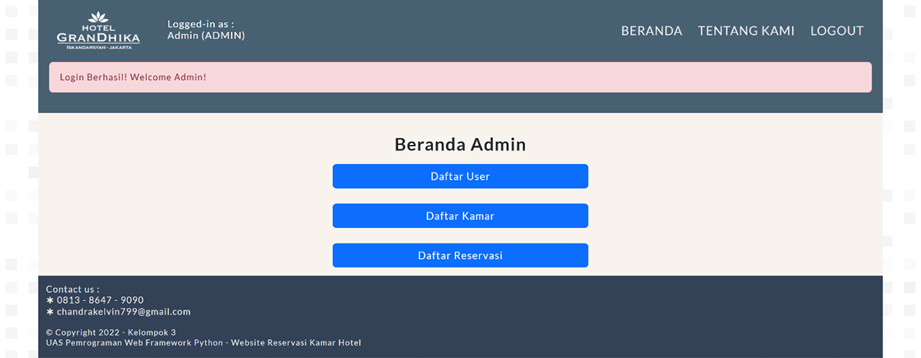 HOTEL
GRANDHIKA
ISKANDARSYAH - JAKARTA
Logged-in as :
Admin (ADMIN)
BERANDA TENTANG KAMI LOGOUT
Login Berhasil! Welcome Admin!
Beranda Admin
Daftar User
Daftar Kamar
Daftar Reservasi
Contact us :
✱ 0813 - 8647 - 9090
✱ chandrakelvin799@gmail.com
© Copyright 2022 - Kelompok 3
UAS Pemrograman Web Framework Python - Website Reservasi Kamar Hotel